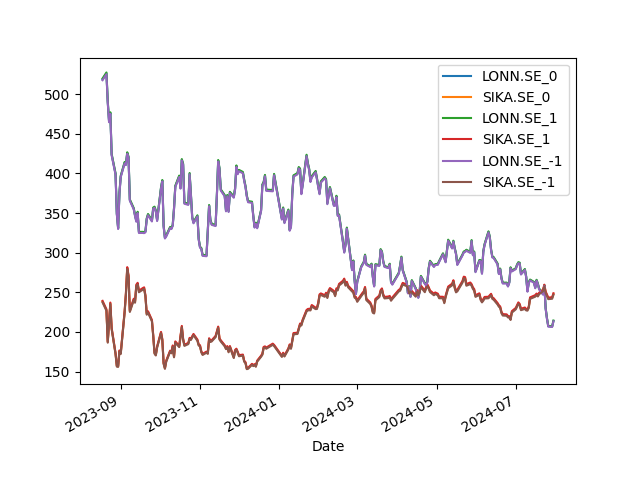 500
450
400
350
300
250
200
150
LONN.SE_0
SIKA.SE_0
LONN.SE_1
SIKA.SE_1
LONN.SE_-1
SIKA.SE_-1
2023-09
2023-11
2024-01
2024-03
2024-05
2024-07
Date